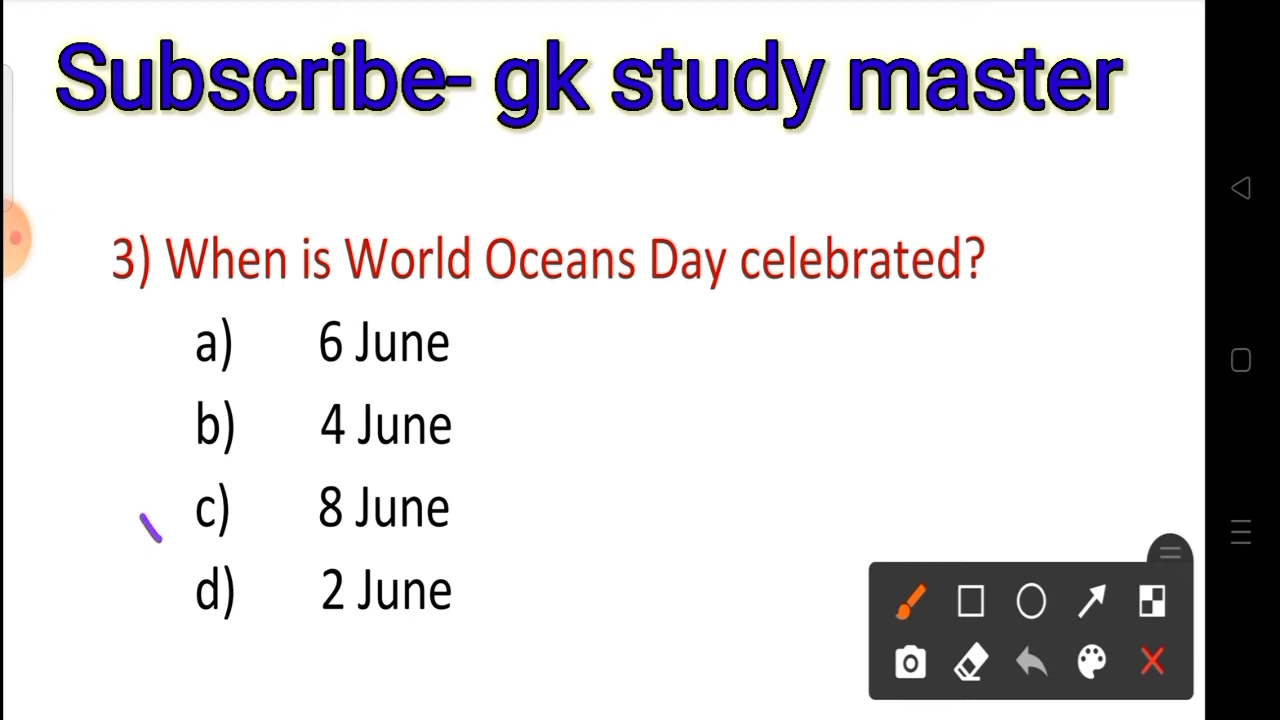 Subscribe- gk study master
3) When is World Oceans Day celebrated?
a) 6 June
b) 4 June
c) 8 June
d) 2 June